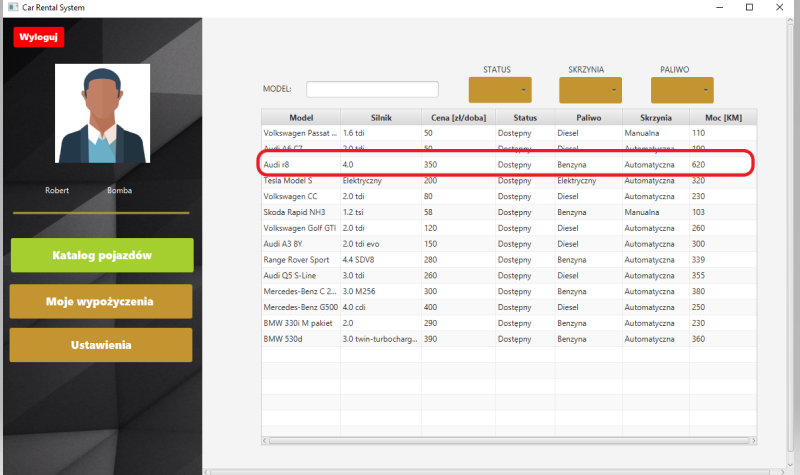 Car Rental System
Wyloguj
Robert Bomba
Katalog pojazdów
Moje wypożyczenia
Ustawienia
STATUS SKRZYNIA PALIWO
MODEL:
Model Silnik Cena [zł/doba] Status Paliwo Skrzynia Moc [KM]
Volkswagen Passat ... 1.6 tdi 50 Dostępny Diesel Manualna 110
Audi A6 C7 2.0 tdi 50 Dostępny Diesel Automatyczna 190
Audi r8 4.0 350 Dostępny Benzyna Automatyczna 620
Tesla Model S Elektryczny 200 Dostępny Elektryczny Automatyczna 320
Volkswagen CC 2.0 tdi 80 Dostępny Diesel Automatyczna 230
Skoda Rapid NH3 1.2 tsi 58 Dostępny Benzyna Manualna 103
Volkswagen Golf GTI 2.0 tdi 120 Dostępny Diesel Automatyczna 260
Audi A3 8Y 2.0 tdi evo 150 Dostępny Diesel Automatyczna 300
Range Rover Sport 4.4 SDV8 280 Dostępny Benzyna Automatyczna 339
Audi Q5 S-Line 3.0 tdi 260 Dostępny Diesel Automatyczna 355
Mercedes-Benz C 2... 3.0 M256 300 Dostępny Benzyna Automatyczna 380
Mercedes-Benz G500 4.0 cdi 400 Dostępny Diesel Automatyczna 250
BMW 330i M pakiet 2.0 290 Dostępny Benzyna Automatyczna 230
BMW 530d 3.0 twin-turbocharg... 390 Dostępny Benzyna Automatyczna 360